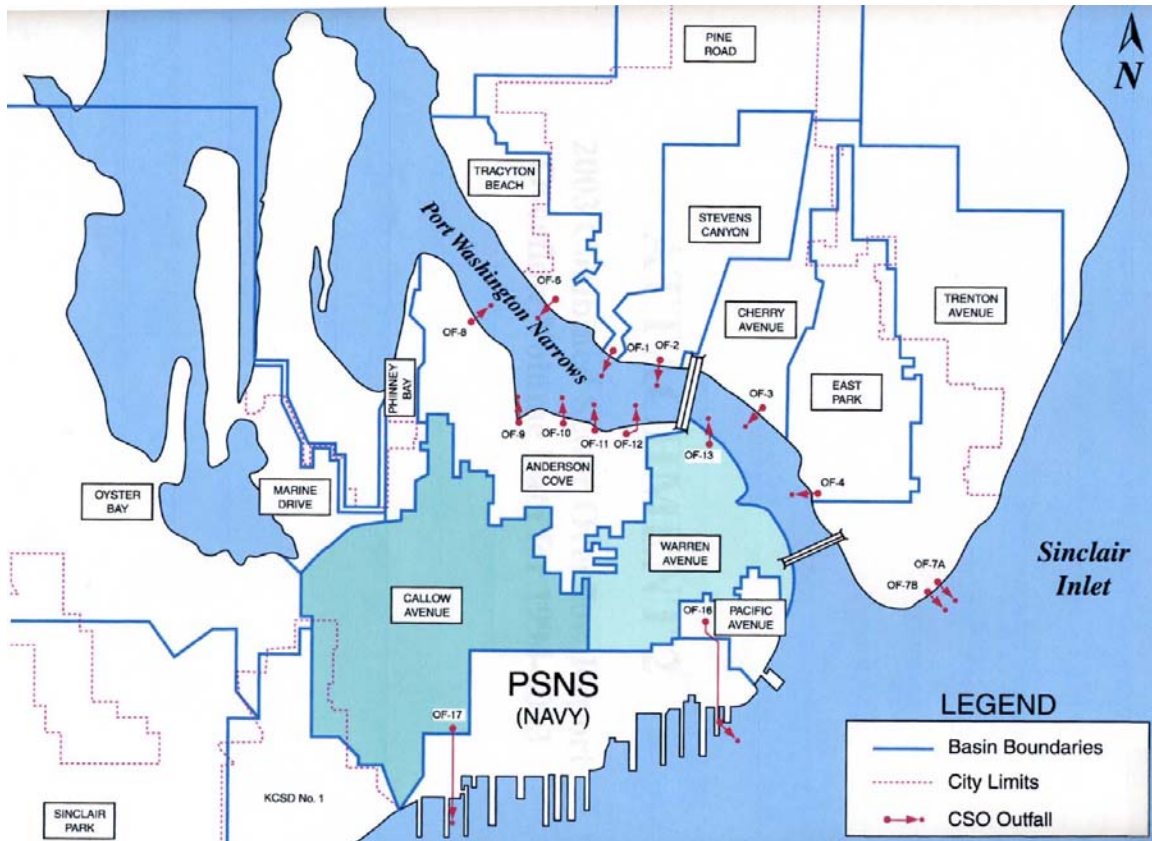 PINE
ROAD
N
TRACYTON
BEACH
Port Washington Narrows
STEVENS
CANYON
OF-6
OF-8
CHERRY
AVENUE
TRENTON
AVENUE
OF-1
OF-2
PHINNEY
BAY
EAST
PARK
OF-3
OF-9
OF-10
OF-11
OF-12
OF-13
ANDERSON
COVE
OYSTER
BAY
MARINE
DRIVE
OF-4
WARREN
AVENUE
Sinclair
Inlet
OF-7A
OF-7B
CALLOW
AVENUE
OF-16
PACIFIC
AVENUE
PSNS
(NAVY)
OF-17
LEGEND
Basin Boundaries
City Limits
CSO Outfall
KCSD No. 1
SINCLAIR
PARK